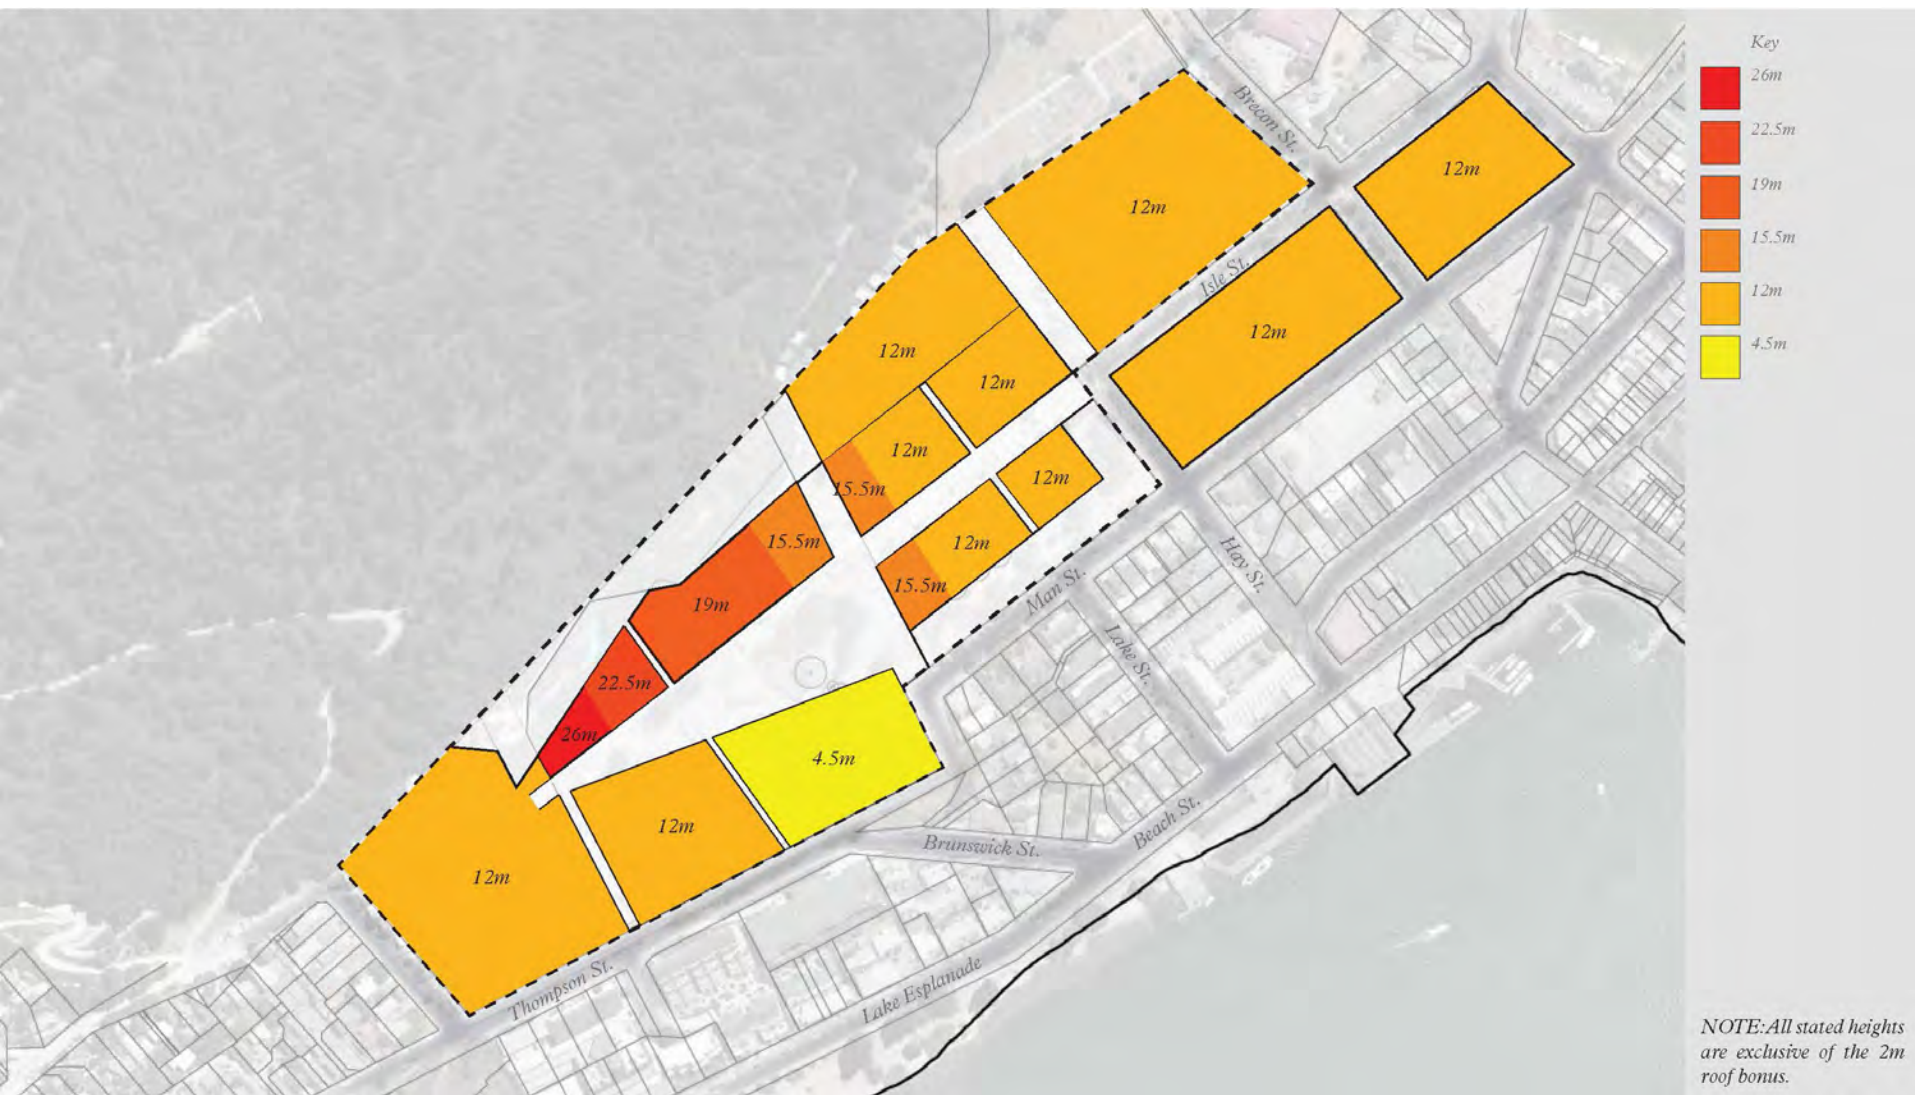 Key
26m
22.5m
19m
15.5m
12m
4.5m
Brecon St.
12m
12m
Isle St.
12m
12m
12m
12m
15.5m
12m
12m
15.5m
15.5m
19m
22.5m
26m
Man St.
Hay St.
Lake St.
4.5m
12m
12m
Brunswick St.
Beach St.
Thompson St.
Lake Esplanade
NOTE: All stated heights
are exclusive of the 2m
roof bonus.